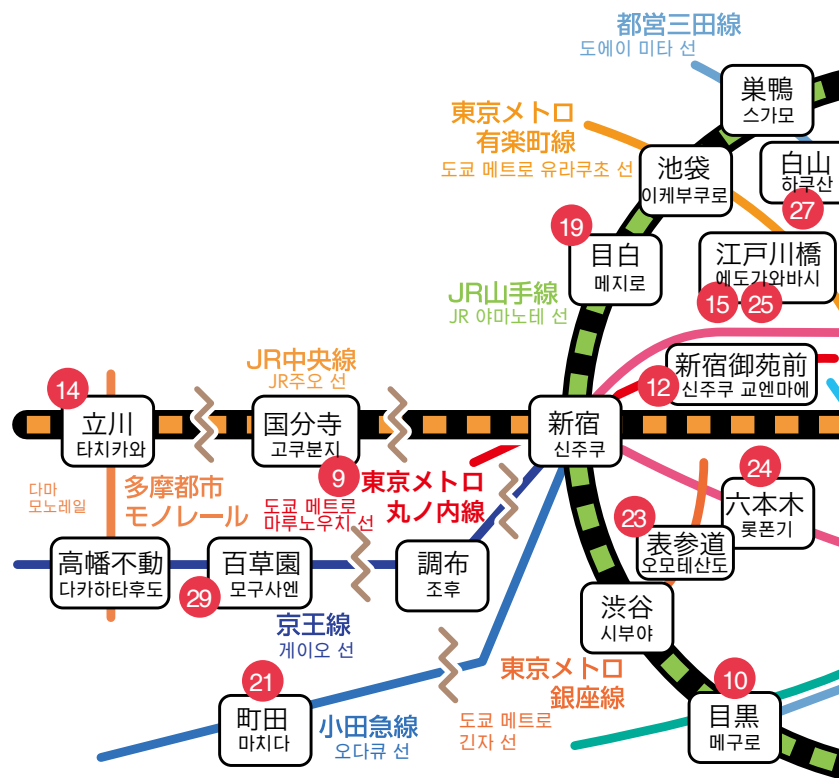 都営三田線
도에이 미타 선
巣鴨
스가모
東京メトロ
有楽町線
도쿄 메트로 유라쿠초 선
池袋
이케부쿠로
白山
하쿠산
27
19
目白
메지로
江戸川橋
에도가와바시
15
25
JR山手線
JR 야마노테 선
JR中央線
JR주오 선
新宿御苑前
신주쿠 교엔마에
12
14
立川
타치카와
国分寺
고쿠분지
9
新宿
신주쿠
東京メトロ
丸ノ内線
도쿄 메트로
마루노우치 선
다마
모노레일
多摩都市
モノレール
24
六本木
롯폰기
23
表参道
오모테산도
高幡不動
다카하타후도
百草園
모구사엔
29
調布
조후
渋谷
시부야
京王線
게이오 선
東京メトロ
銀座線
도쿄 메트로
긴자 선
21
町田
마치다
小田急線
오다큐 선
10
目黒
메구로